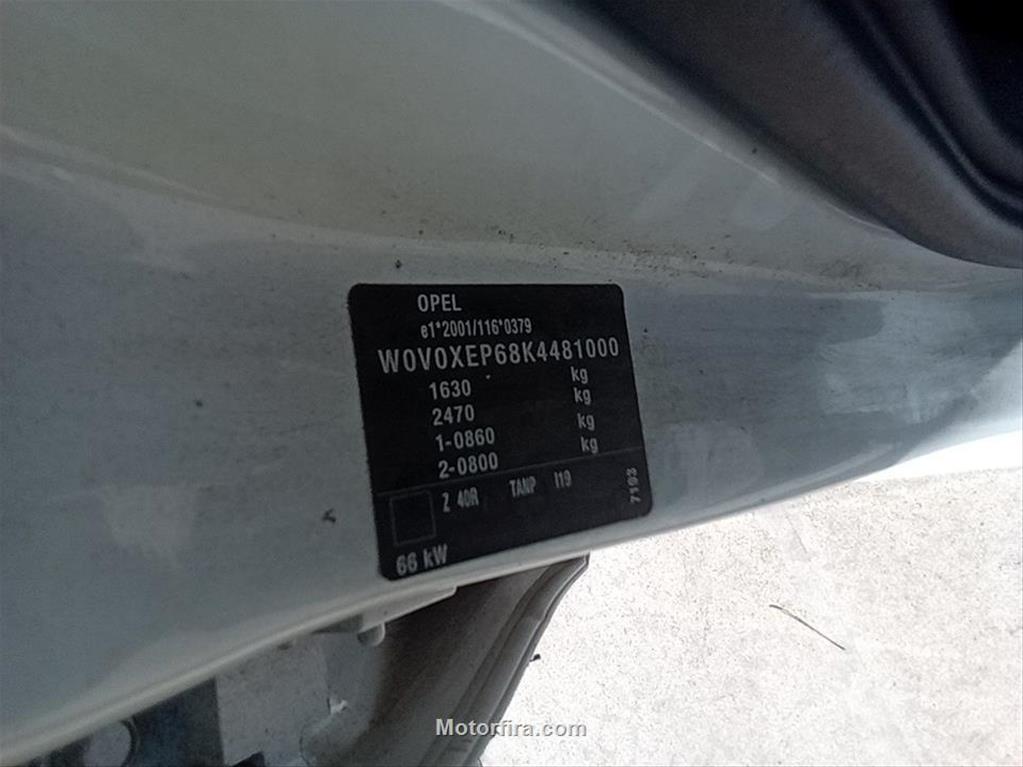 OPEL
e1*2001/116*0379
W0V0XEP68K4481000
1630 kg
2470 kg
1-0860 kg
2-0800 kg
Z 40R TANP I19
7193
66 kW
Motorfira.com